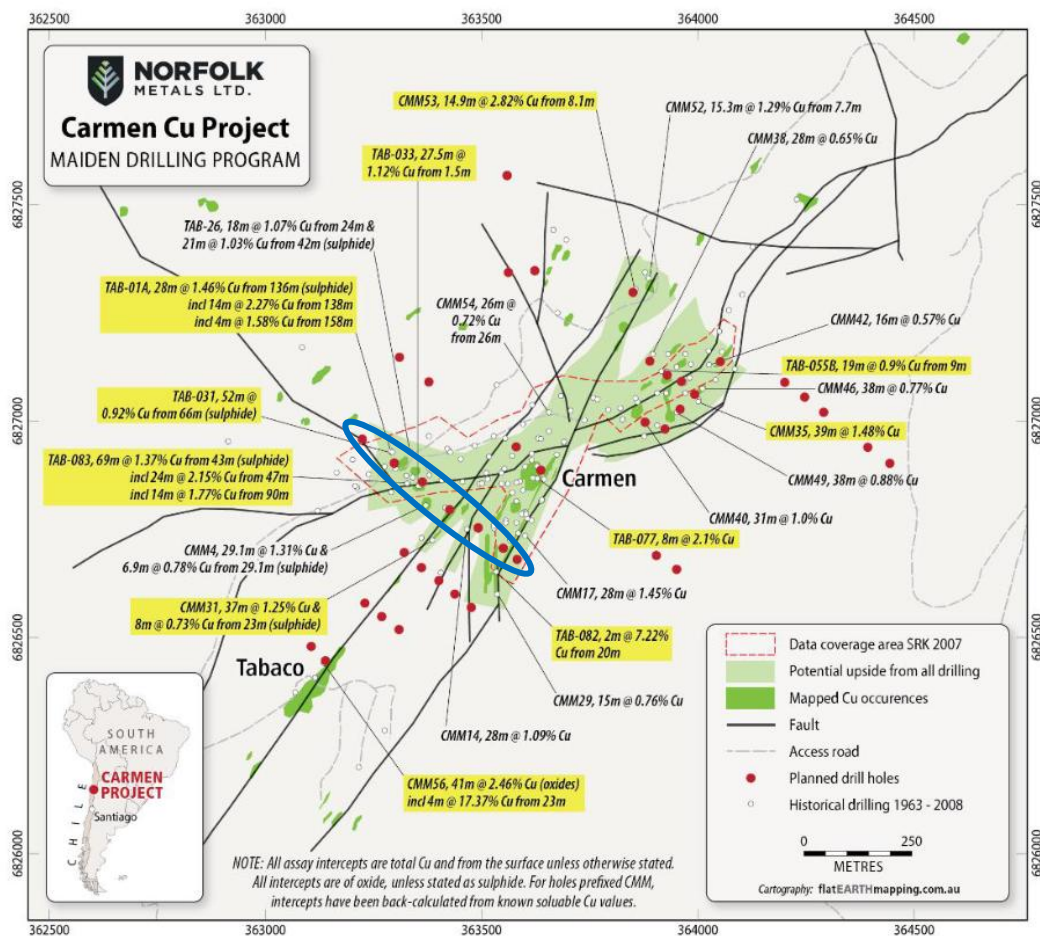 362500
363000
363500
364000
364500
NORFOLK
METALS LTD.
Carmen Cu Project
MAIDEN DRILLING PROGRAM
CMM53, 14.9m @ 2.82% Cu from 8.1m
CMM52, 15.3m @ 1.29% Cu from 7.7m
CMM38, 28m @ 0.65% Cu
TAB-033, 27.5m @
1.12% Cu from 1.5m
6827500
6827500
TAB-26, 18m @ 1.07% Cu from 24m &
21m @ 1.03% Cu from 42m (sulphide)
TAB-01A, 28m @ 1.46% Cu from 136m (sulphide)
incl 14m @ 2.27% Cu from 138m
incl 4m @ 1.58% Cu from 158m
CMM54, 26m @
0.72% Cu
from 26m
CMM42, 16m @ 0.57% Cu
TAB-055B, 19m @ 0.9% Cu from 9m
CMM46, 38m @ 0.77% Cu
TAB-031, 52m @
0.92% Cu from 66m (sulphide)
6827000
6827000
CMM35, 39m @ 1.48% Cu
TAB-083, 69m @ 1.37% Cu from 43m (sulphide)
incl 24m @ 2.15% Cu from 47m
incl 14m @ 1.77% Cu from 90m
Carmen
CMM49, 38m @ 0.88% Cu
CMM40, 31m @ 1.0% Cu
TAB-077, 8m @ 2.1% Cu
CMM4, 29.1m @ 1.31% Cu &
6.9m @ 0.78% Cu from 29.1m (sulphide)
CMM17, 28m @ 1.45% Cu
CMM31, 37m @ 1.25% Cu &
8m @ 0.73% Cu from 23m (sulphide)
TAB-082, 2m @ 7.22%
Cu from 20m
6826500
6826500
Tabaco
CMM29, 15m @ 0.76% Cu
CMM14, 28m @ 1.09% Cu
CMM56, 41m @ 2.46% Cu (oxides)
incl 4m @ 17.37% Cu from 23m
SOUTH
AMERICA
CARMEN
PROJECT
Santiago
CHILE
Data coverage area SRK 2007
Potential upside from all drilling
Mapped Cu occurences
Fault
Access road
Planned drill holes
Historical drilling 1963 - 2008
0
250
METRES
Cartography: flatEARTHmapping.com.au
6826000
6826000
NOTE: All assay intercepts are total Cu and from the surface unless otherwise stated.
All intercepts are of oxide, unless stated as sulphide. For holes prefixed CMM,
intercepts have been back-calculated from known soluable Cu values.
362500
363000
363500
364000
364500